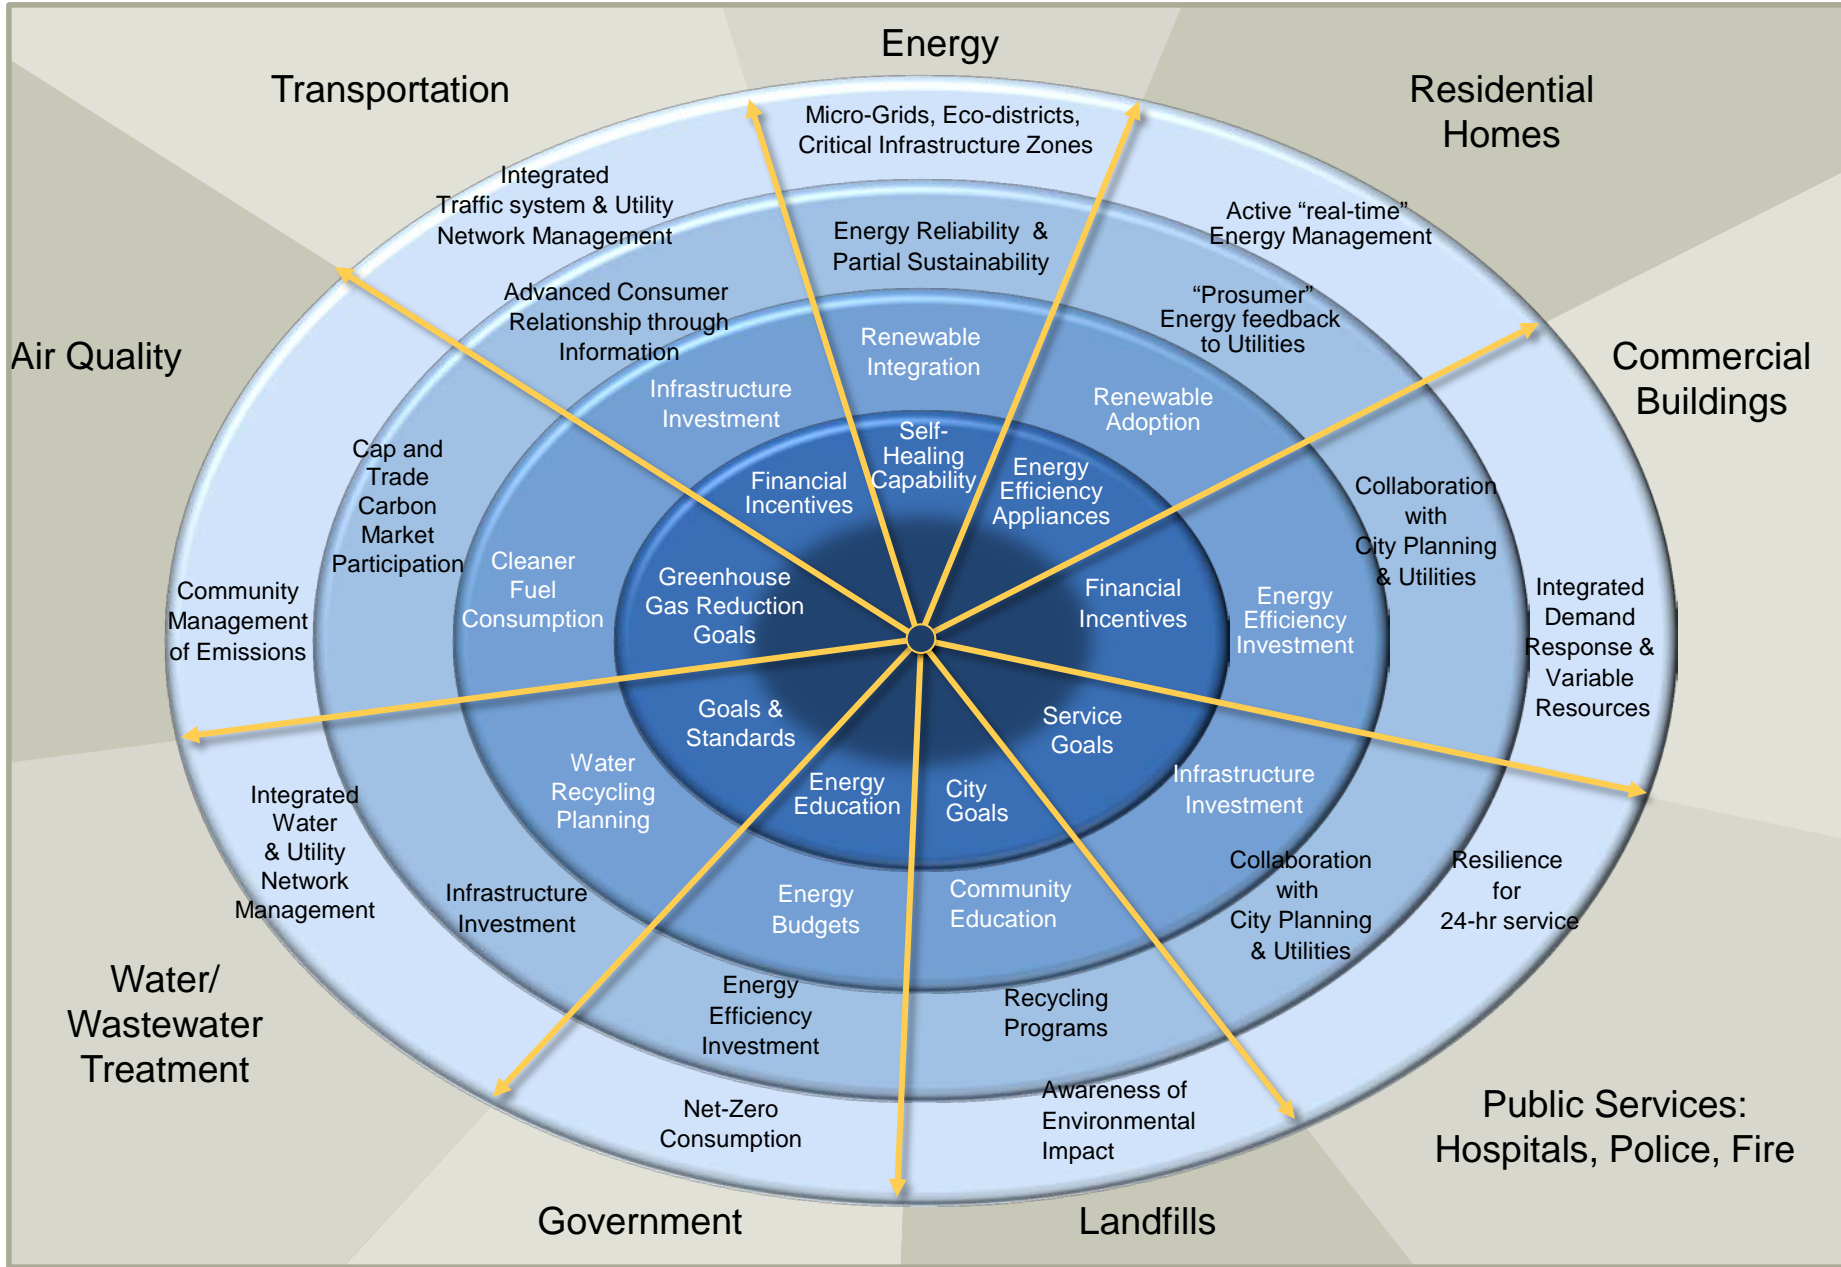 Energy
Transportation
Residential
Homes
Air Quality
Commercial
Buildings
Water/
Wastewater
Treatment
Public Services:
Hospitals, Police, Fire
Government
Landfills
Micro-Grids, Eco-districts,
Critical Infrastructure Zones
Energy Reliability &
Partial Sustainability
Renewable
Integration
Self-
Healing
Capability
Active “real-time”
Energy Management
“Prosumer”
Energy feedback
to Utilities
Renewable
Adoption
Energy
Efficiency
Appliances
Integrated
Demand
Response &
Variable
Resources
Collaboration
with
City Planning
& Utilities
Energy
Efficiency
Investment
Financial
Incentives
Resilience
for
24-hr service
Collaboration
with
City Planning
& Utilities
Infrastructure
Investment
Service
Goals
Awareness of
Environmental
Impact
Recycling
Programs
Community
Education
City
Goals
Net-Zero
Consumption
Energy
Efficiency
Investment
Energy
Budgets
Energy
Education
Integrated
Water
& Utility
Network
Management
Infrastructure
Investment
Water
Recycling
Planning
Goals &
Standards
Community
Management
of Emissions
Cap and
Trade
Carbon
Market
Participation
Cleaner
Fuel
Consumption
Greenhouse
Gas Reduction
Goals
Integrated
Traffic system & Utility
Network Management
Advanced Consumer
Relationship through
Information
Infrastructure
Investment
Financial
Incentives